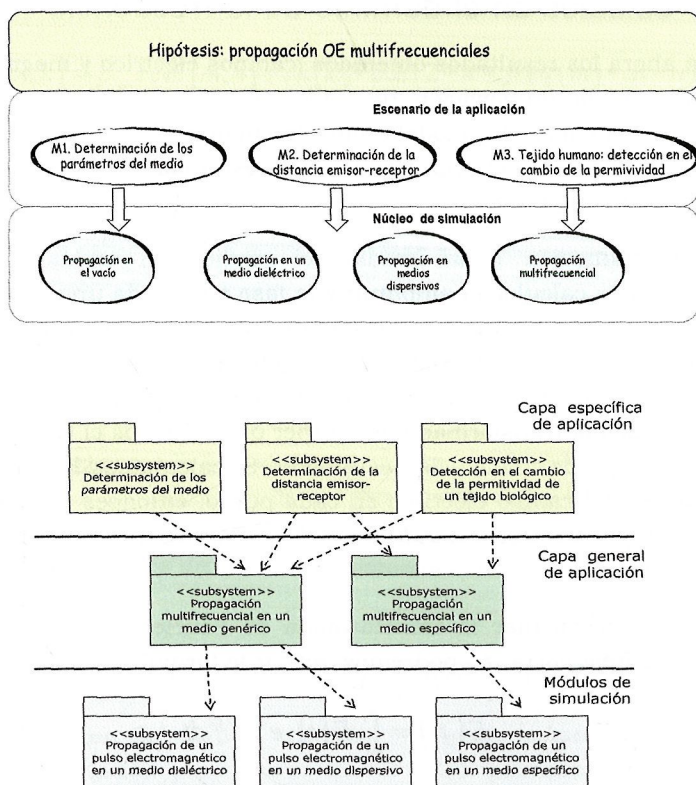 Hipótesis: propagación OE multifrecuenciales
Escenario de la aplicación
M1. Determinación de los
parámetros del medio
M2. Determinación de la
distancia emisor-receptor
M3. Tejido humano: detección en el
cambio de la permivividad
Núcleo de simulación
Propagación en
el vacío
Propagación en un
medio dieléctrico
Propagación en
medios
dispersivos
Propagación
multifrecuencial
Capa específica
de aplicación
<<subsystem>>
Determinación de los
parámetros del medio
<<subsystem>>
Determinación de la
distancia emisor-
receptor
<<subsystem>>
Detección en el cambio
de la permitividad de
un tejido biológico
Capa general
de aplicación
<<subsystem>>
Propagación
multifrecuencial en un
medio genérico
<<subsystem>>
Propagación
multifrecuencial en un
medio específico
Módulos de
simulación
<<subsystem>>
Propagación de un
pulso electromagnético
en un medio dieléctrico
<<subsystem>>
Propagación de un
pulso electromagnético
en un medio dispersivo
<<subsystem>>
Propagación de un
pulso electromagnético
en un medio específico